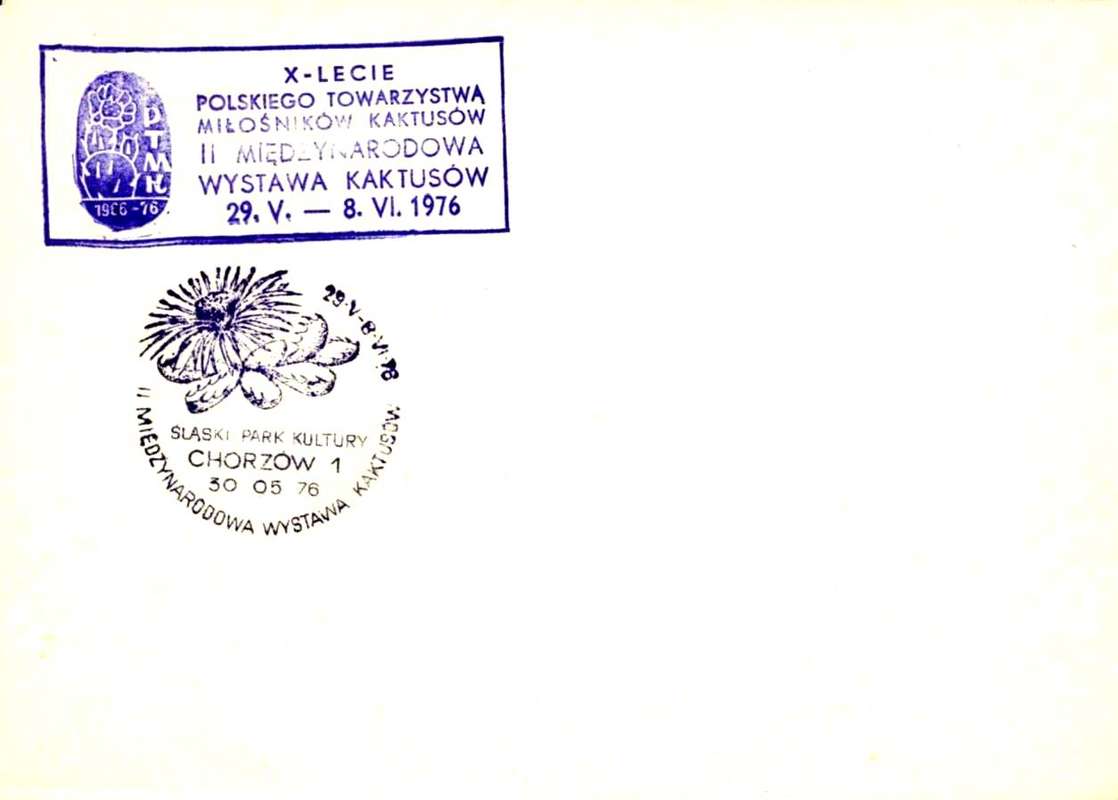 X-LECIE
POLSKIEGO TOWARZYSTWA
MIŁOŚNIKÓW KAKTUSÓW
II MIĘDZYNARODOWA
WYSTAWA KAKTUSÓW
29. V. — 8. VI. 1976
PTMK
1966-76
29·V-8·VI·76
ŚLĄSKI PARK KULTURY
CHORZÓW 1
30 05 76
II MIĘDZYNARODOWA WYSTAWA KAKTUSÓW